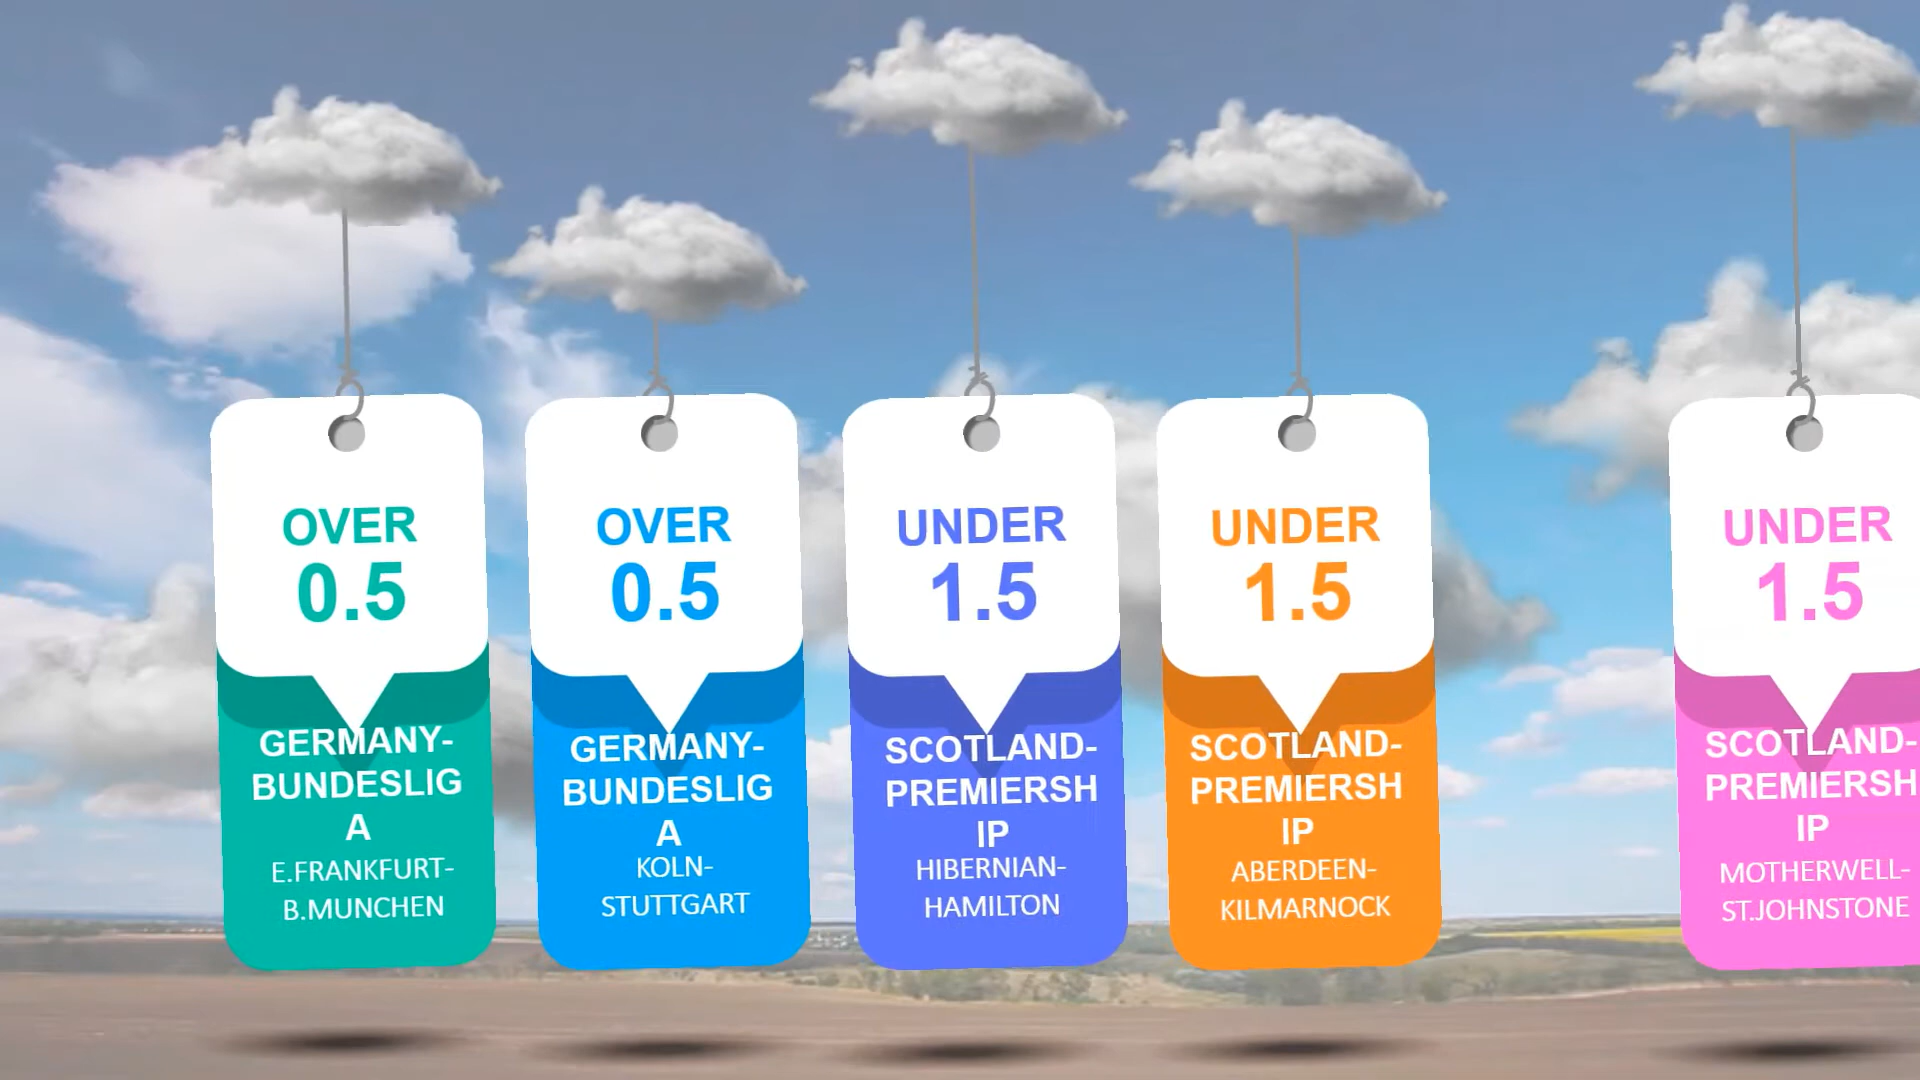 OVER
0.5
GERMANY-
BUNDESLIG
A
E.FRANKFURT-
B.MUNCHEN
OVER
0.5
GERMANY-
BUNDESLIG
A
KOLN-
STUTTGART
UNDER
1.5
SCOTLAND-
PREMIERSH
IP
HIBERNIAN-
HAMILTON
UNDER
1.5
SCOTLAND-
PREMIERSH
IP
ABERDEEN-
KILMARNOCK
UNDER
1.5
SCOTLAND-
PREMIERSH
IP
MOTHERWELL-
ST.JOHNSTONE